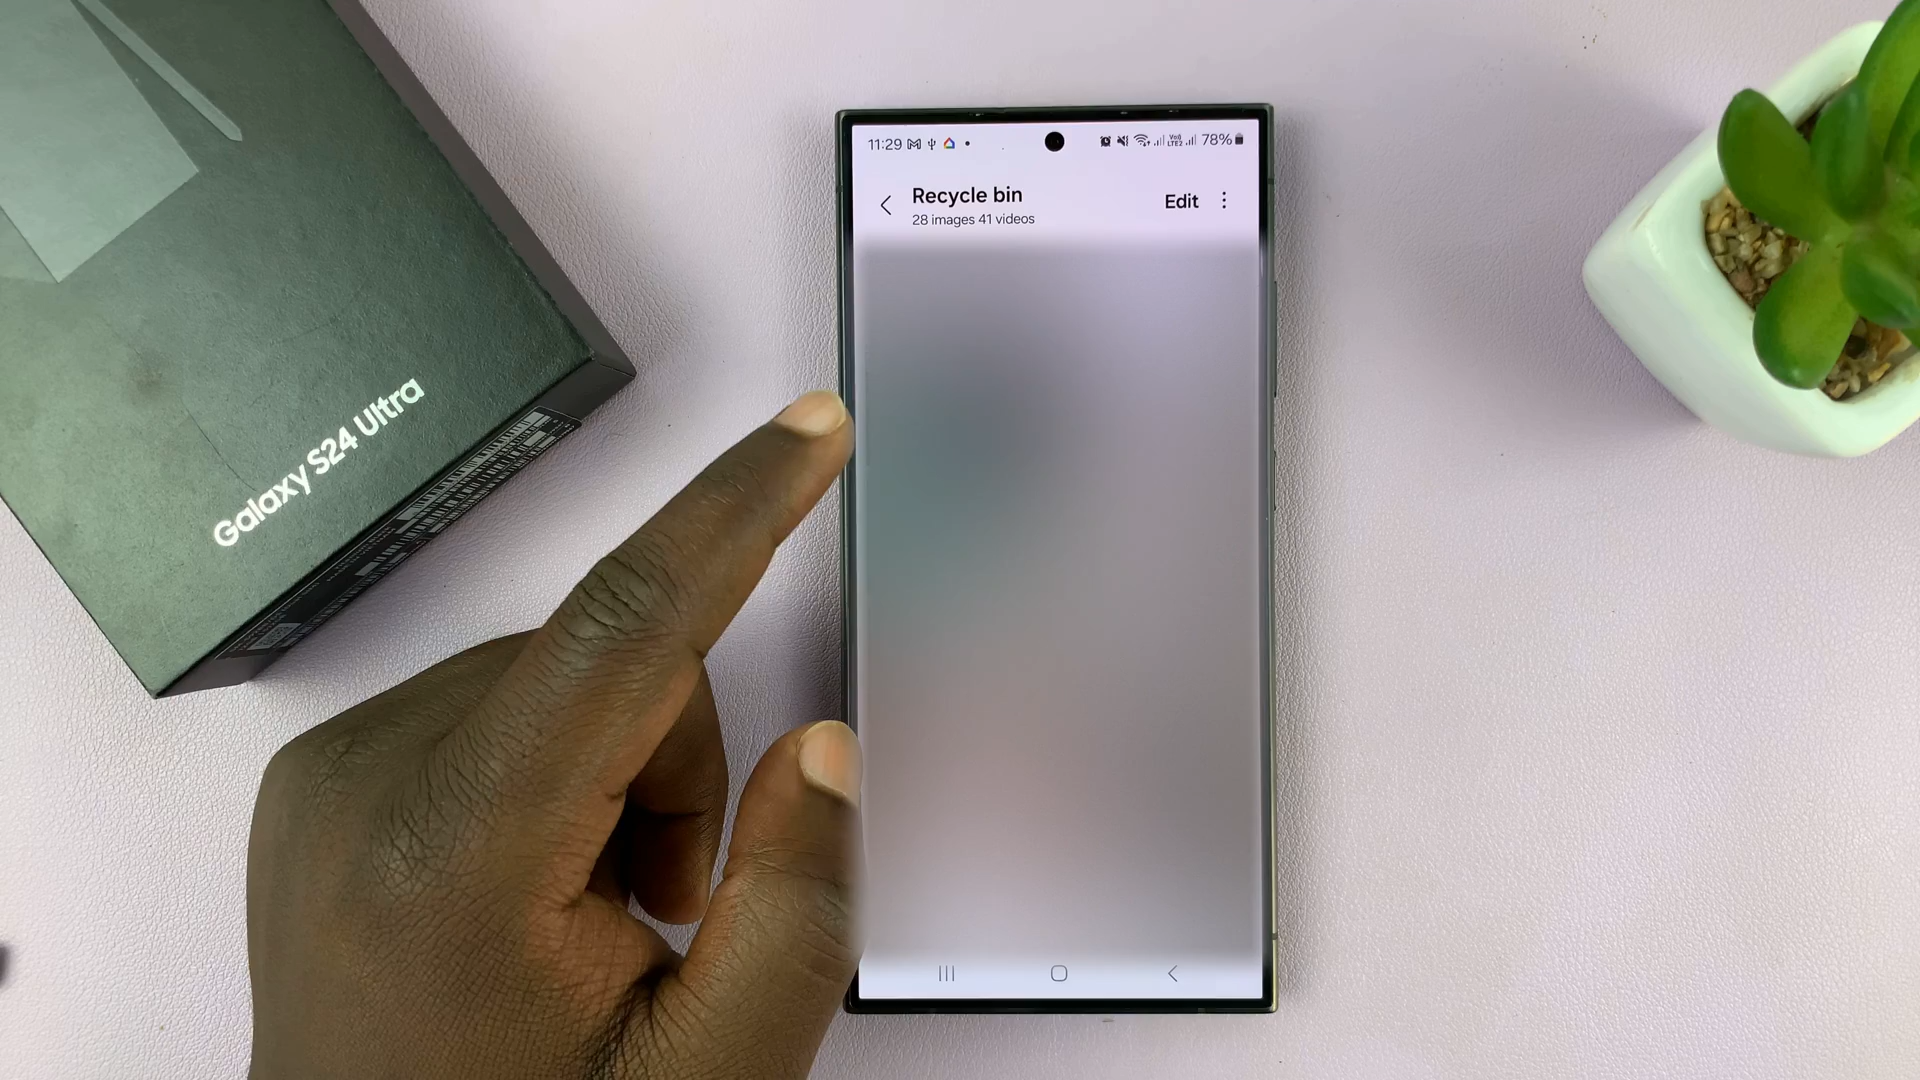 11:29
78%
Recycle bin
28 images 41 videos
Edit
Galaxy S24 Ultra